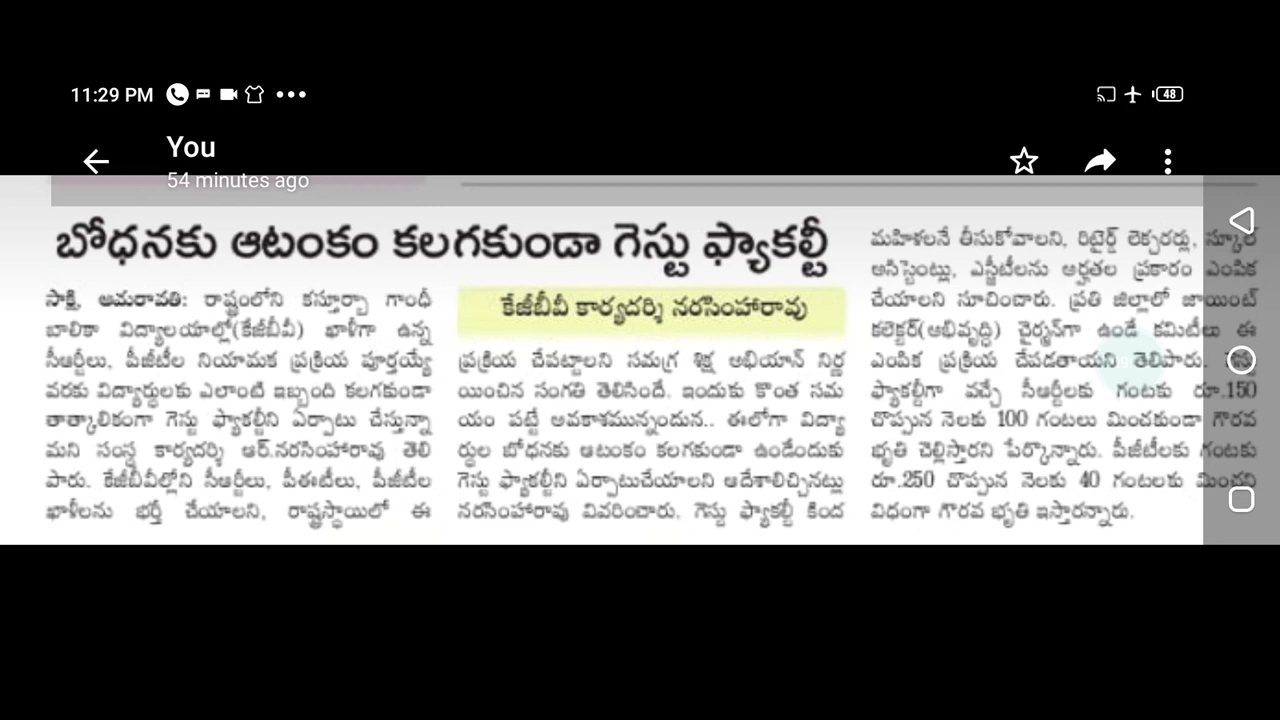 11:29 PM
48
You
54 minutes ago
బోధనకు ఆటంకం కలగకుండా గెస్టు ఫ్యాకల్టీ
సాక్షి, అమరావతి: రాష్ట్రంలోని కస్తూర్బా గాంధీ
బాలికా విద్యాలయాల్లో(కేజీబీవీ) ఖాళీగా ఉన్న
సీఆర్టీలు, పీజీటీల నియామక ప్రక్రియ పూర్తయ్యే
వరకు విద్యార్థులకు ఎలాంటి ఇబ్బంది కలగకుండా
తాత్కాలికంగా గెస్టు ఫ్యాకల్టీని ఏర్పాటు చేస్తున్నా
మని సంస్థ కార్యదర్శి ఆర్.నరసింహారావు తెలి
పారు. కేజీబీవీల్లోని సీఆర్టీలు, పీఈటీలు, పీజీటీల
ఖాళీలను భర్తీ చేయాలని, రాష్ట్రస్థాయిలో ఈ
కేజీబీవీ కార్యదర్శి నరసింహారావు
ప్రక్రియ చేపట్టాలని సమగ్ర శిక్ష అభియాన్ నిర్ణ
యించిన సంగతి తెలిసిందే. ఇందుకు కొంత సమ
యం పట్టే అవకాశమున్నందున.. ఈలోగా విద్యా
ర్థుల బోధనకు ఆటంకం కలగకుండా ఉండేందుకు
గెస్టు ఫ్యాకల్టీని ఏర్పాటుచేయాలని ఆదేశాలిచ్చినట్లు
నరసింహారావు వివరించారు. గెస్టు ఫ్యాకల్టీ కింద
మహిళలనే తీసుకోవాలని, రిటైర్డ్ లెక్చరర్లు, స్కూల్
అసిస్టెంట్లు, ఎస్జీటీలను అర్హతల ప్రకారం ఎంపిక
చేయాలని సూచించారు. ప్రతి జిల్లాలో జాయింట్
కలెక్టర్(అభివృద్ధి) చైర్మన్‌గా ఉండే కమిటీలు ఈ
ఎంపిక ప్రక్రియ చేపడతాయని తెలిపారు. గెస్టు
ఫ్యాకల్టీగా వచ్చే సీఆర్టీలకు గంటకు రూ.150
చొప్పున నెలకు 100 గంటలు మించకుండా గౌరవ
భృతి చెల్లిస్తారని పేర్కొన్నారు. పీజీటీలకు గంటకు
రూ.250 చొప్పున నెలకు 40 గంటలకు మించని
విధంగా గౌరవ భృతి ఇస్తారన్నారు.